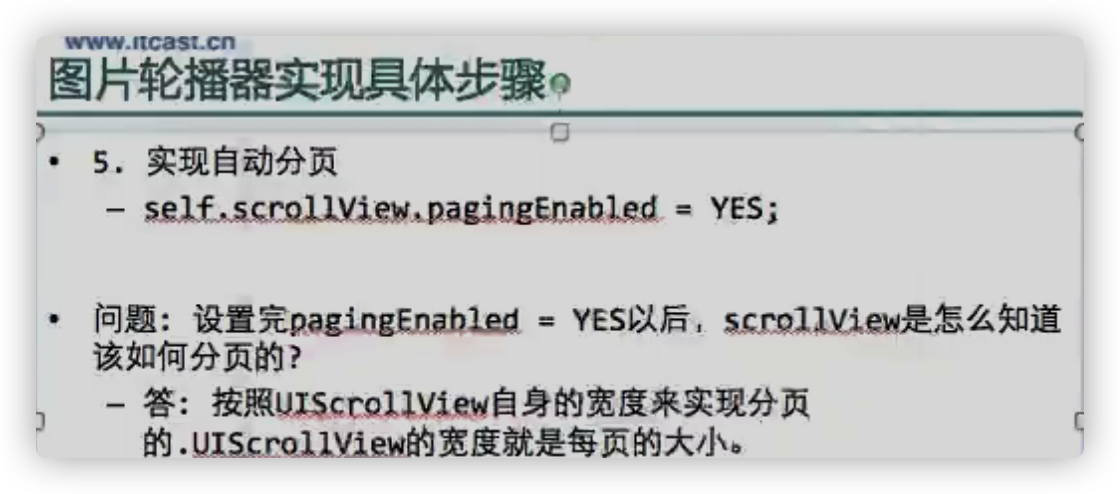 www.itcast.cn
图片轮播器实现具体步骤
• 5. 实现自动分页
– self.scrollView.pagingEnabled = YES;
• 问题: 设置完pagingEnabled = YES以后, scrollView是怎么知道
该如何分页的?
– 答: 按照UIScrollView自身的宽度来实现分页
的.UIScrollView的宽度就是每页的大小。